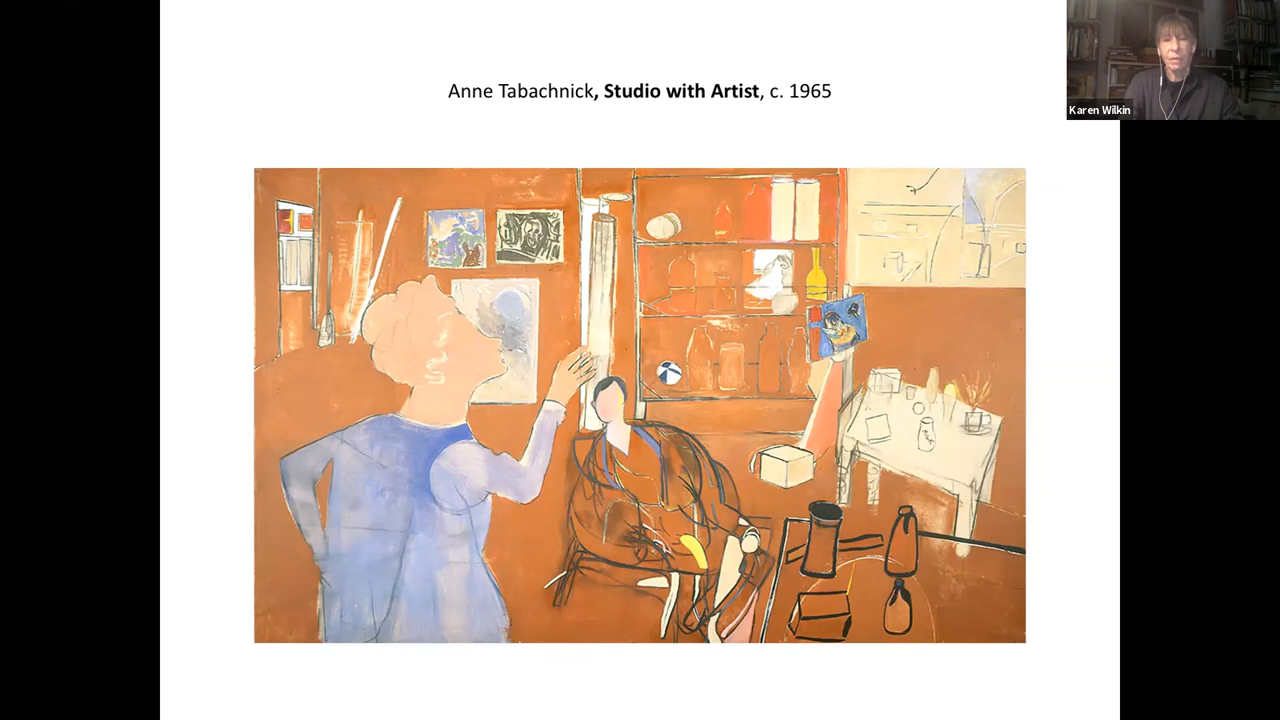 Anne Tabachnick, Studio with Artist, c. 1965
Karen Wilkin